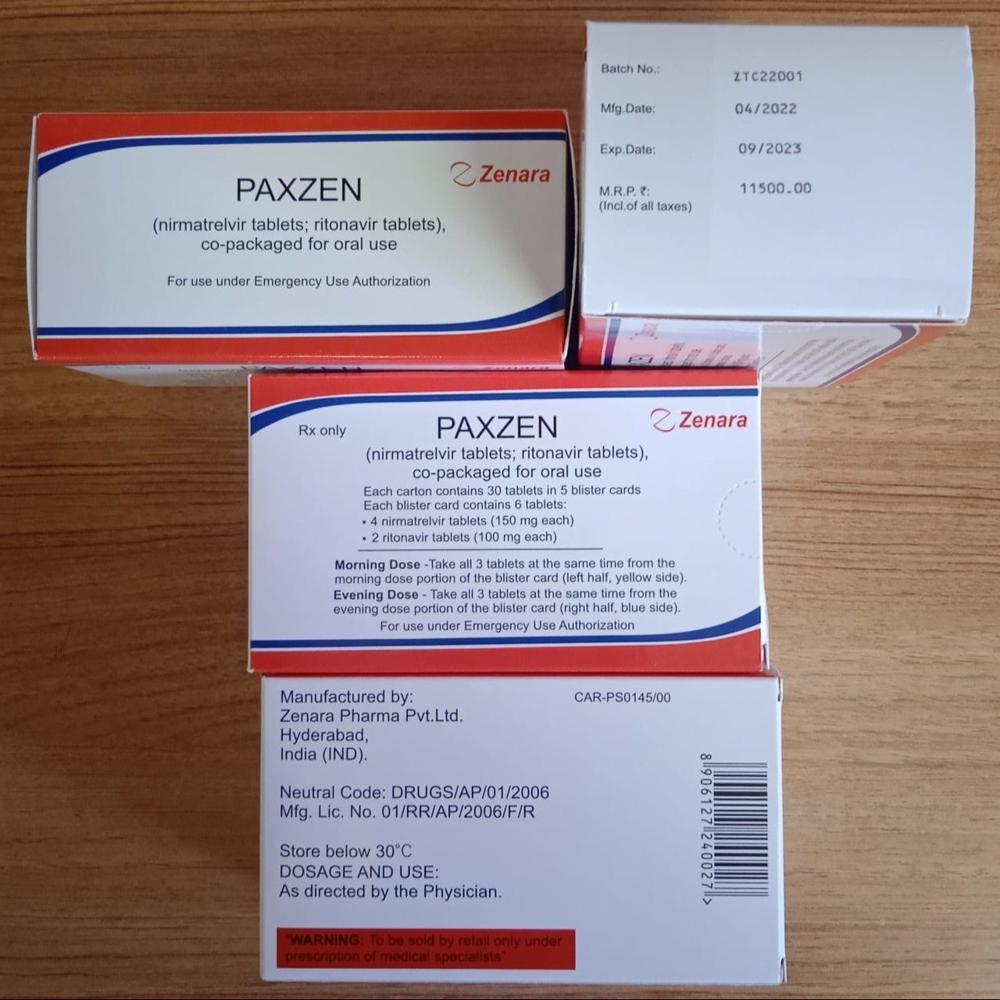 PAXZEN
Zenara
(nirmatrelvir tablets; ritonavir tablets),
co-packaged for oral use
For use under Emergency Use Authorization
Batch No.: ZTC22001
Mfg.Date: 04/2022
Exp.Date: 09/2023
M.R.P. ₹: 11500.00
(Incl.of all taxes)
PAXZEN
Rx only
PAXZEN
Zenara
(nirmatrelvir tablets; ritonavir tablets),
co-packaged for oral use
Each carton contains 30 tablets in 5 blister cards
Each blister card contains 6 tablets:
• 4 nirmatrelvir tablets (150 mg each)
• 2 ritonavir tablets (100 mg each)
Morning Dose -Take all 3 tablets at the same time from the
morning dose portion of the blister card (left half, yellow side).
Evening Dose - Take all 3 tablets at the same time from the
evening dose portion of the blister card (right half, blue side).
For use under Emergency Use Authorization
Manufactured by:
Zenara Pharma Pvt.Ltd.
Hyderabad,
India (IND).
CAR-PS0145/00
Neutral Code: DRUGS/AP/01/2006
Mfg. Lic. No. 01/RR/AP/2006/F/R
Store below 30°C
DOSAGE AND USE:
As directed by the Physician.
"WARNING: To be sold by retail only under
prescription of medical specialists"
8 906127 240027 >